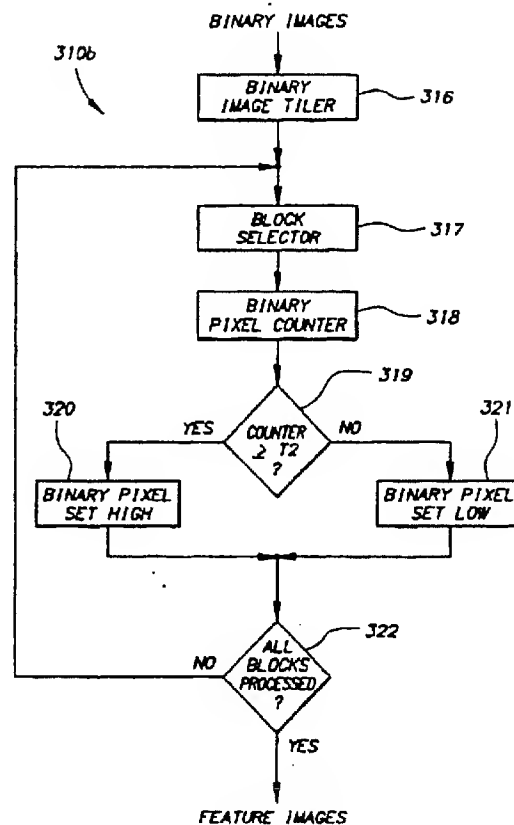 BINARY IMAGES
310b
BINARY
IMAGE TILER
316
BLOCK
SELECTOR
317
BINARY
PIXEL COUNTER
318
319
320
YES
COUNTER
≥ T2
?
NO
321
BINARY PIXEL
SET HIGH
BINARY PIXEL
SET LOW
322
NO
ALL
BLOCKS
PROCESSED
?
YES
FEATURE IMAGES